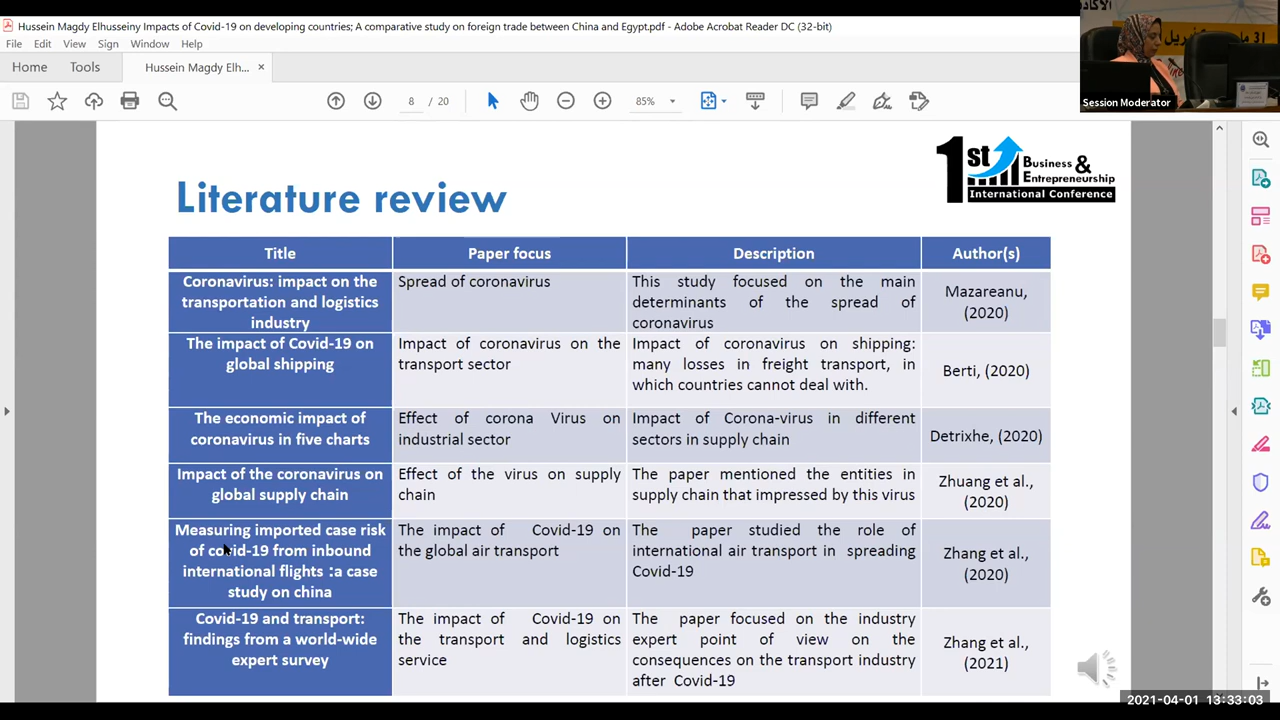 Hussein Magdy Elhusseiny Impacts of Covid-19 on developing countries; A comparative study on foreign trade between China and Egypt.pdf - Adobe Acrobat Reader DC (32-bit)
File Edit View Sign Window Help
Home Tools Hussein Magdy Elh... ×
8 / 20 85%
Session Moderator
1st Business & Entrepreneurship
International Conference
Literature review
Title Paper focus Description Author(s)
Coronavirus: impact on the
transportation and logistics
industry
Spread of coronavirus
This study focused on the main
determinants of the spread of
coronavirus
Mazareanu,
(2020)
The impact of Covid-19 on
global shipping
Impact of coronavirus on the
transport sector
Impact of coronavirus on shipping:
many losses in freight transport, in
which countries cannot deal with.
Berti, (2020)
The economic impact of
coronavirus in five charts
Effect of corona Virus on
industrial sector
Impact of Corona-virus in different
sectors in supply chain
Detrixhe, (2020)
Impact of the coronavirus on
global supply chain
Effect of the virus on supply
chain
The paper mentioned the entities in
supply chain that impressed by this virus
Zhuang et al.,
(2020)
Measuring imported case risk
of covid-19 from inbound
international flights :a case
study on china
The impact of Covid-19 on
the global air transport
The paper studied the role of
international air transport in spreading
Covid-19
Zhang et al.,
(2020)
Covid-19 and transport:
findings from a world-wide
expert survey
The impact of Covid-19 on
the transport and logistics
service
The paper focused on the industry
expert point of view on the
consequences on the transport industry
after Covid-19
Zhang et al.,
(2021)
2021-04-01 13:33:03